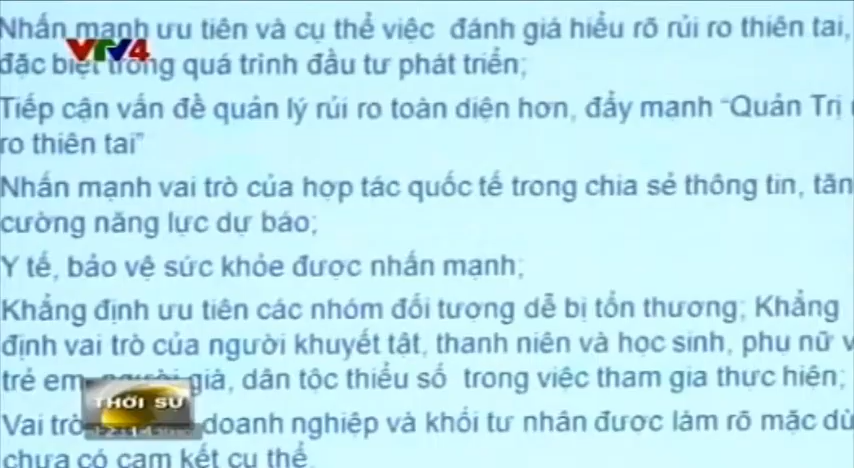 Nhấn mạnh ưu tiên và cụ thể việc đánh giá hiểu rõ rủi ro thiên tai,
VTV4
đặc biệt trong quá trình đầu tư phát triển;
Tiếp cận vấn đề quản lý rủi ro toàn diện hơn, đẩy mạnh “Quản Trị
ro thiên tai”
Nhấn mạnh vai trò của hợp tác quốc tế trong chia sẻ thông tin, tăn
cường năng lực dự báo;
Y tế, bảo vệ sức khỏe được nhấn mạnh;
Khẳng định ưu tiên các nhóm đối tượng dễ bị tổn thương; Khẳng
định vai trò của người khuyết tật, thanh niên và học sinh, phụ nữ v
trẻ em, người già, dân tộc thiểu số trong việc tham gia thực hiện;
THỜI SỰ
Vai trò doanh nghiệp và khối tư nhân được làm rõ mặc dù
chưa có cam kết cụ thể.